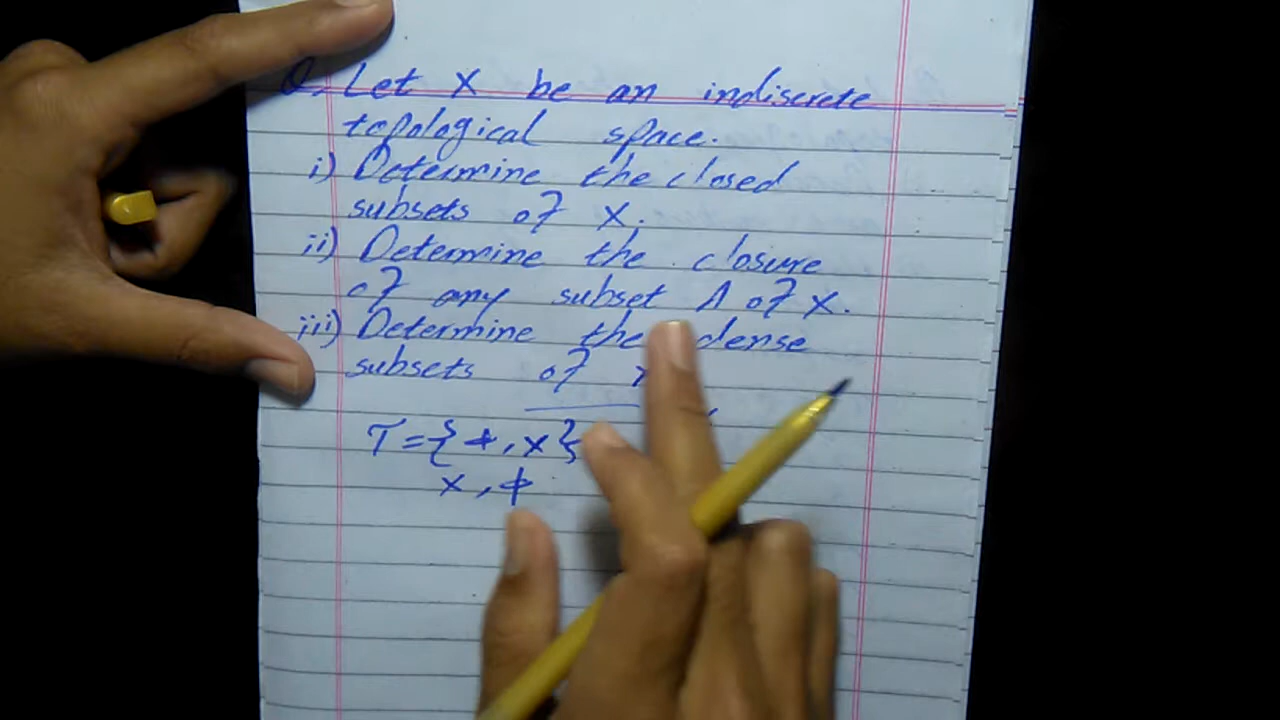 Q. Let X be an indiscrete
topological space.
i) Determine the closed
subsets of X.
ii) Determine the closure
of any subset A of X.
iii) Determine the dense
subsets of
T = {ϕ, x}
x, ϕ